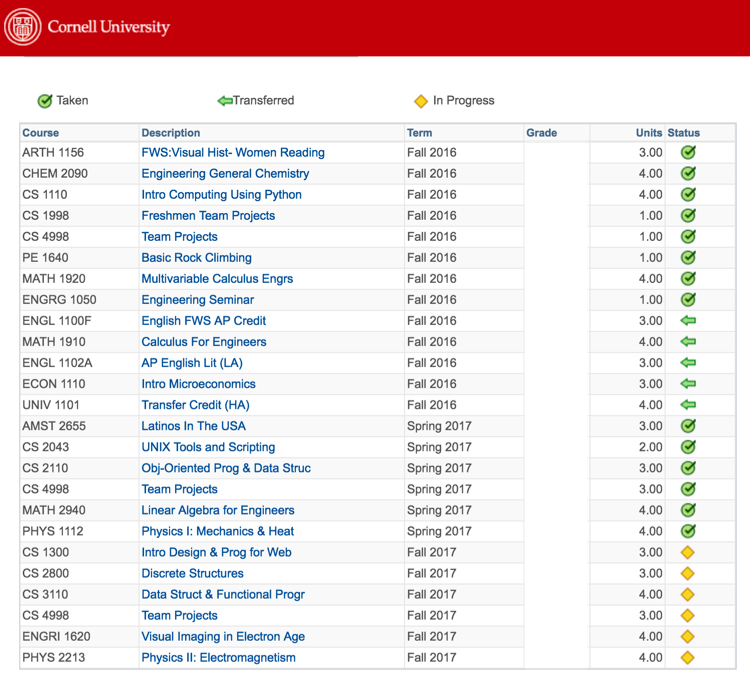 Cornell University
Taken Transferred In Progress
Course Description Term Grade Units Status
ARTH 1156 FWS:Visual Hist- Women Reading Fall 2016 3.00
CHEM 2090 Engineering General Chemistry Fall 2016 4.00
CS 1110 Intro Computing Using Python Fall 2016 4.00
CS 1998 Freshmen Team Projects Fall 2016 1.00
CS 4998 Team Projects Fall 2016 1.00
PE 1640 Basic Rock Climbing Fall 2016 1.00
MATH 1920 Multivariable Calculus Engrs Fall 2016 4.00
ENGRG 1050 Engineering Seminar Fall 2016 1.00
ENGL 1100F English FWS AP Credit Fall 2016 3.00
MATH 1910 Calculus For Engineers Fall 2016 4.00
ENGL 1102A AP English Lit (LA) Fall 2016 3.00
ECON 1110 Intro Microeconomics Fall 2016 3.00
UNIV 1101 Transfer Credit (HA) Fall 2016 4.00
AMST 2655 Latinos In The USA Spring 2017 3.00
CS 2043 UNIX Tools and Scripting Spring 2017 2.00
CS 2110 Obj-Oriented Prog & Data Struc Spring 2017 3.00
CS 4998 Team Projects Spring 2017 3.00
MATH 2940 Linear Algebra for Engineers Spring 2017 4.00
PHYS 1112 Physics I: Mechanics & Heat Spring 2017 4.00
CS 1300 Intro Design & Prog for Web Fall 2017 3.00
CS 2800 Discrete Structures Fall 2017 3.00
CS 3110 Data Struct & Functional Progr Fall 2017 4.00
CS 4998 Team Projects Fall 2017 3.00
ENGRI 1620 Visual Imaging in Electron Age Fall 2017 4.00
PHYS 2213 Physics II: Electromagnetism Fall 2017 4.00